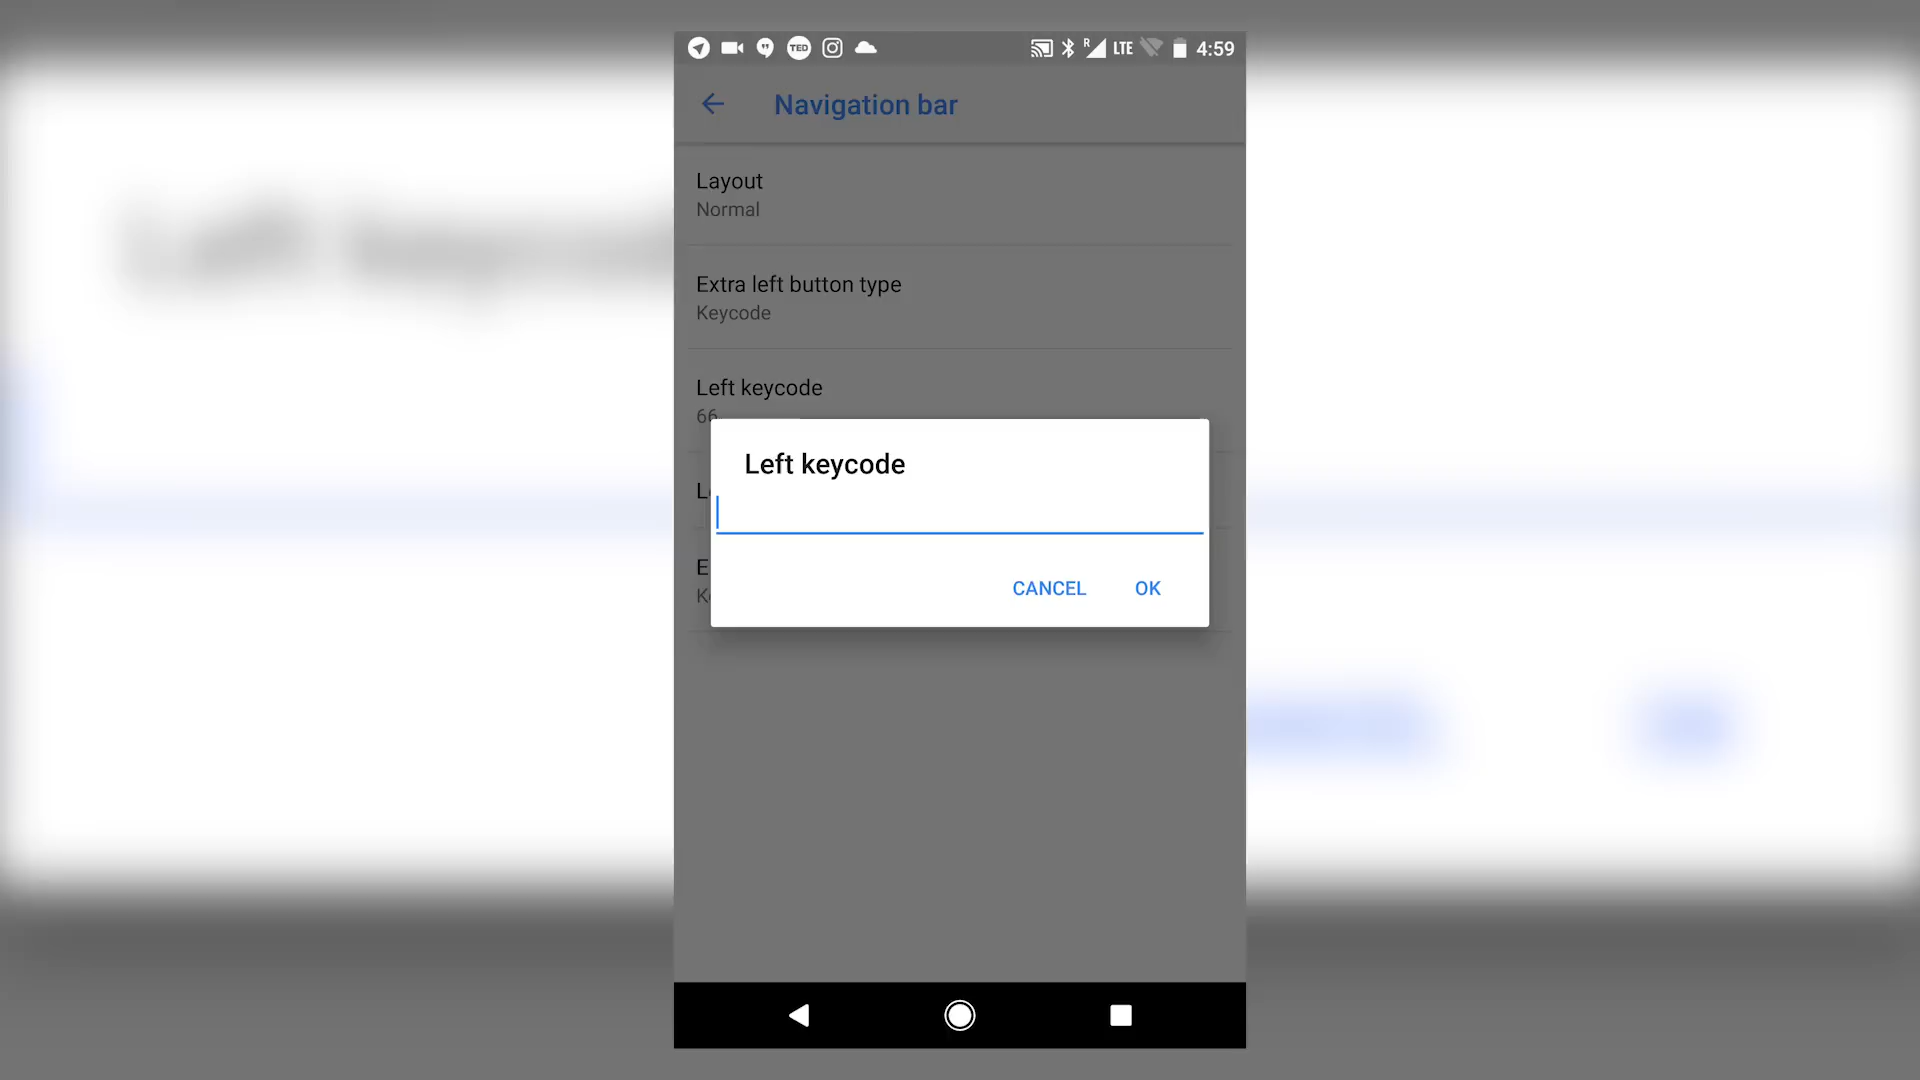 TED
R LTE 4:59
Navigation bar
Layout
Normal
Extra left button type
Keycode
Left keycode
66
Left keycode
CANCEL OK